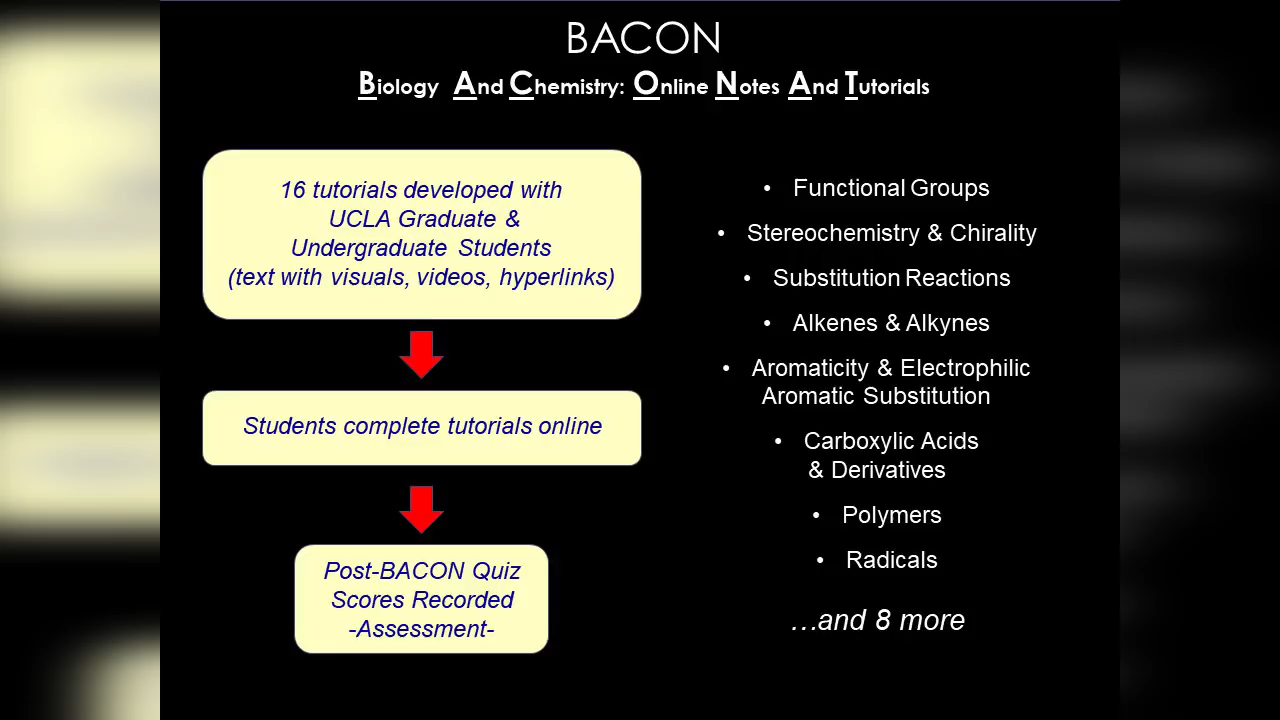 BACON
Biology And Chemistry: Online Notes And Tutorials
16 tutorials developed with
UCLA Graduate &
Undergraduate Students
(text with visuals, videos, hyperlinks)
Students complete tutorials online
Post-BACON Quiz
Scores Recorded
-Assessment-
• Functional Groups
• Stereochemistry & Chirality
• Substitution Reactions
• Alkenes & Alkynes
• Aromaticity & Electrophilic
Aromatic Substitution
• Carboxylic Acids
& Derivatives
• Polymers
• Radicals
…and 8 more